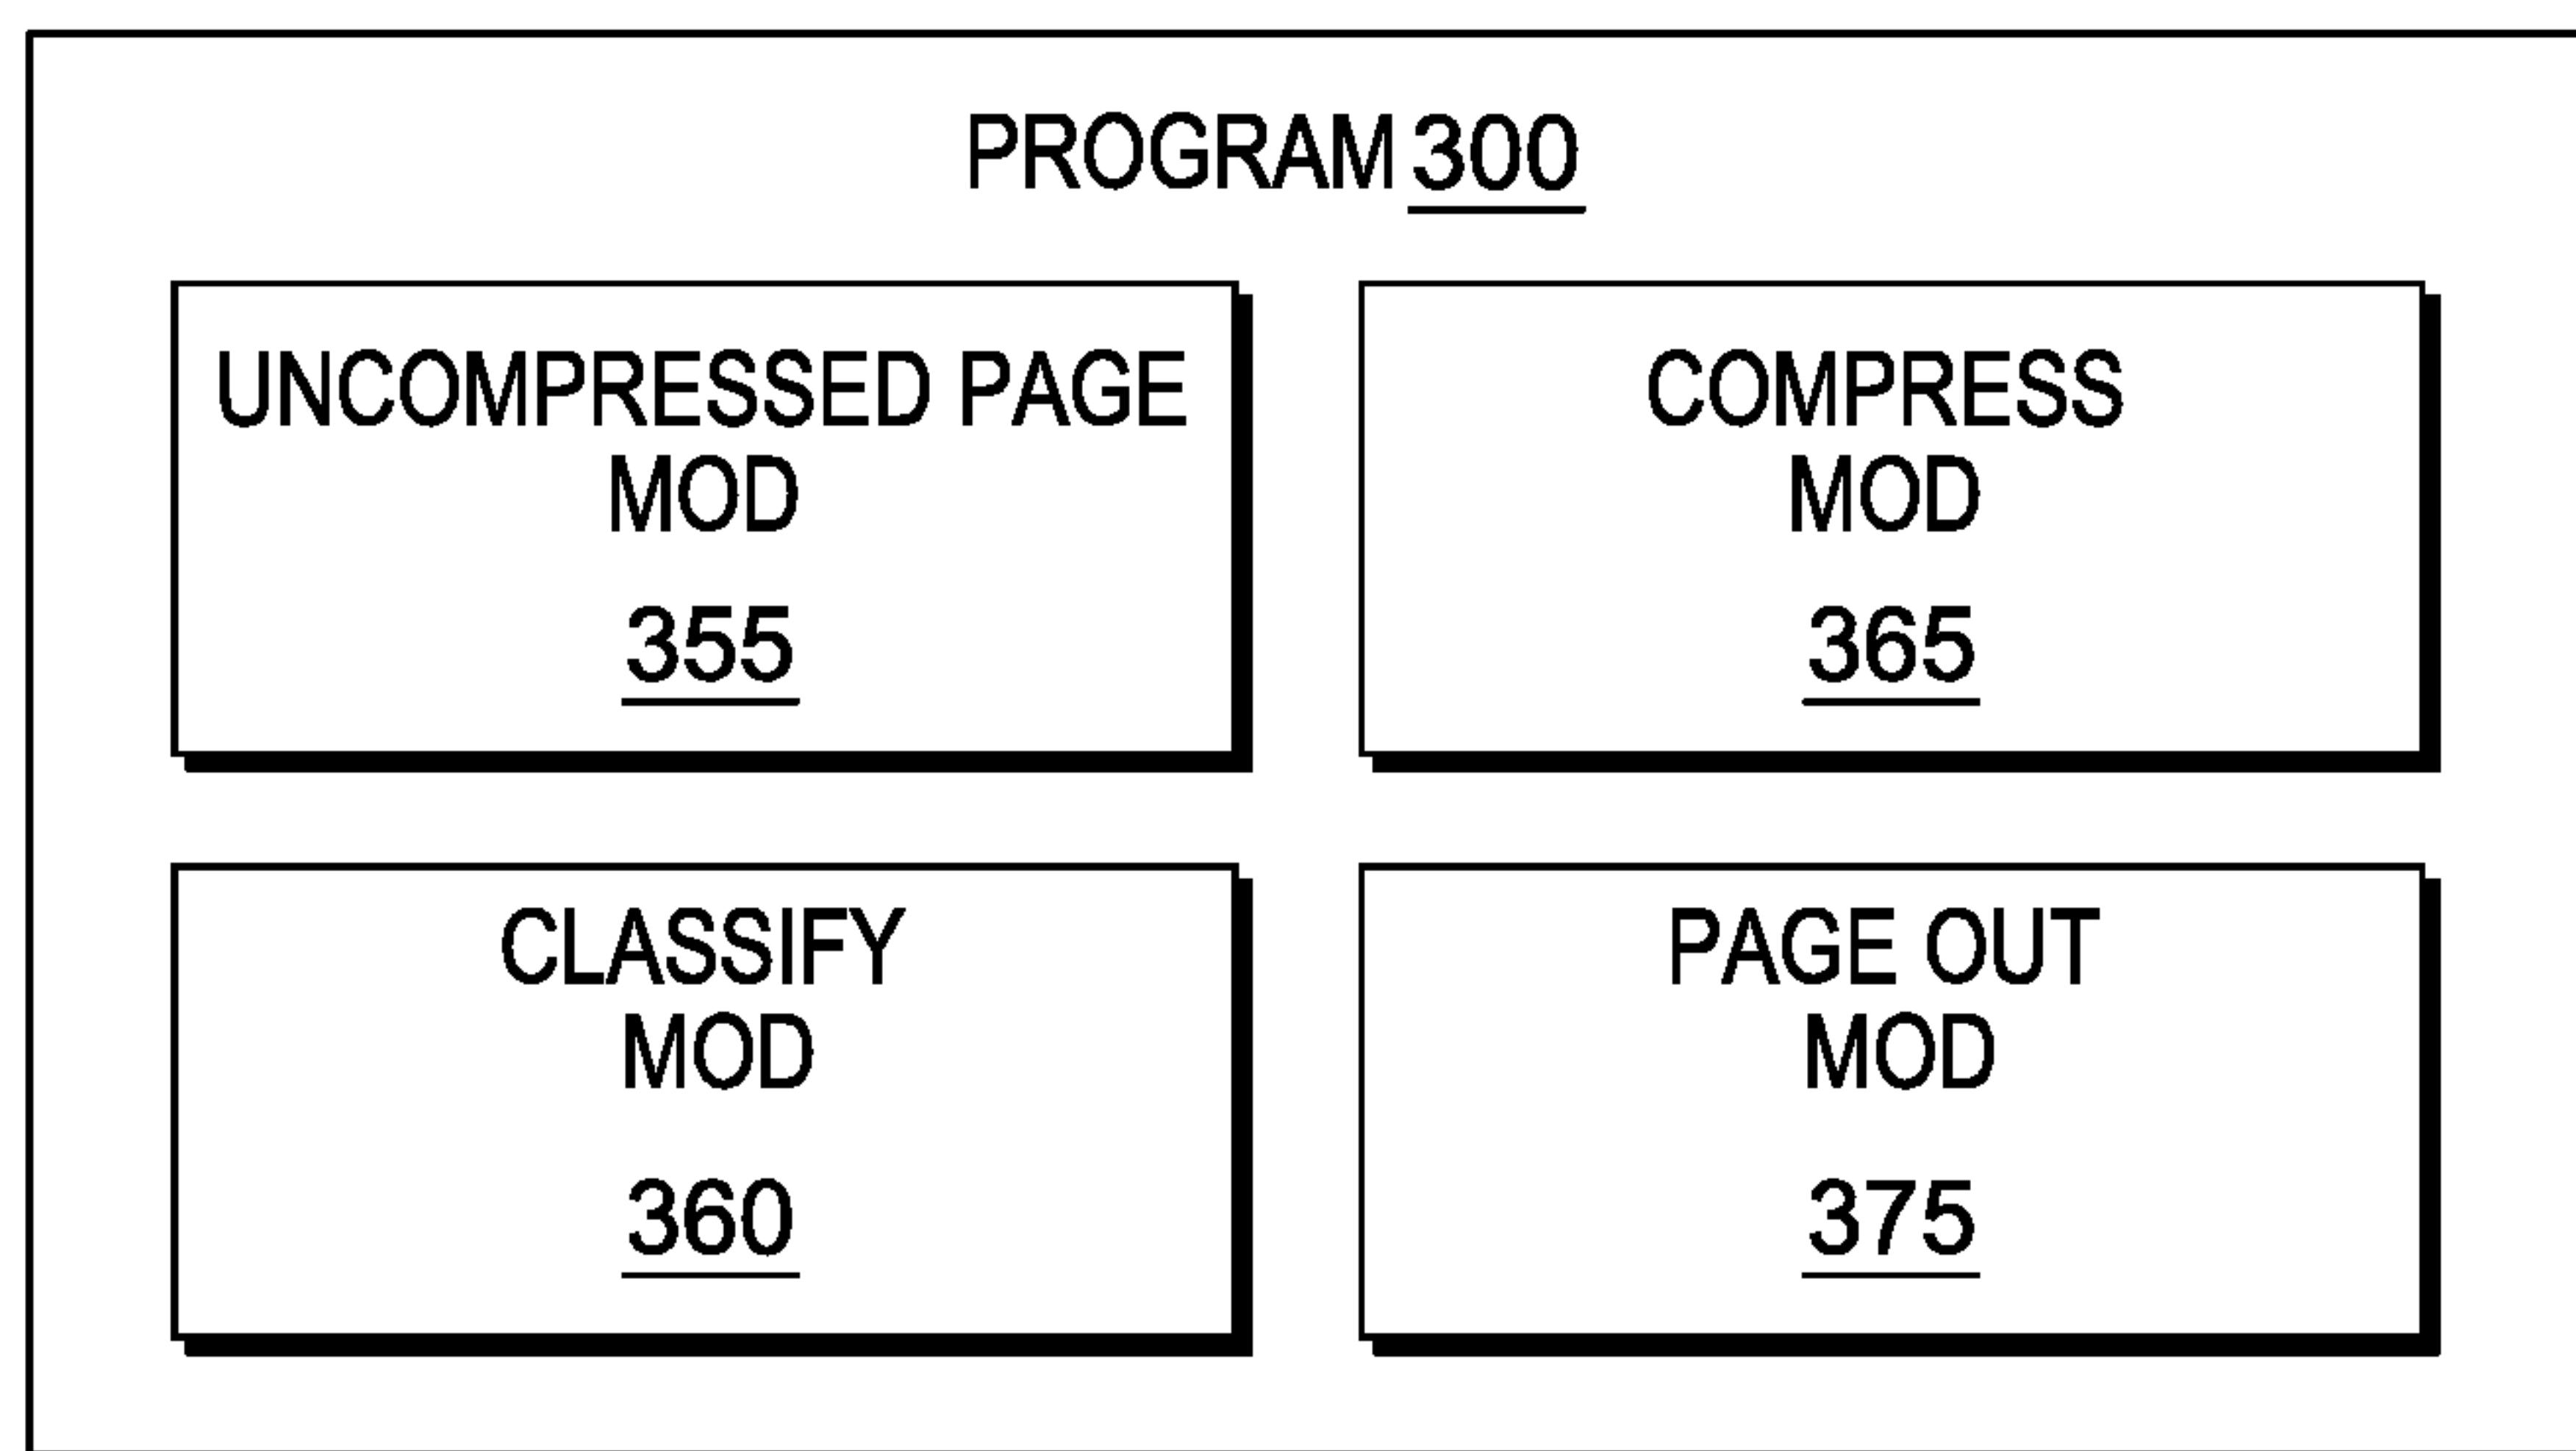 PROGRAM 300
UNCOMPRESSED PAGE
MOD
355
COMPRESS
MOD
365
CLASSIFY
MOD
360
PAGE OUT
MOD
375